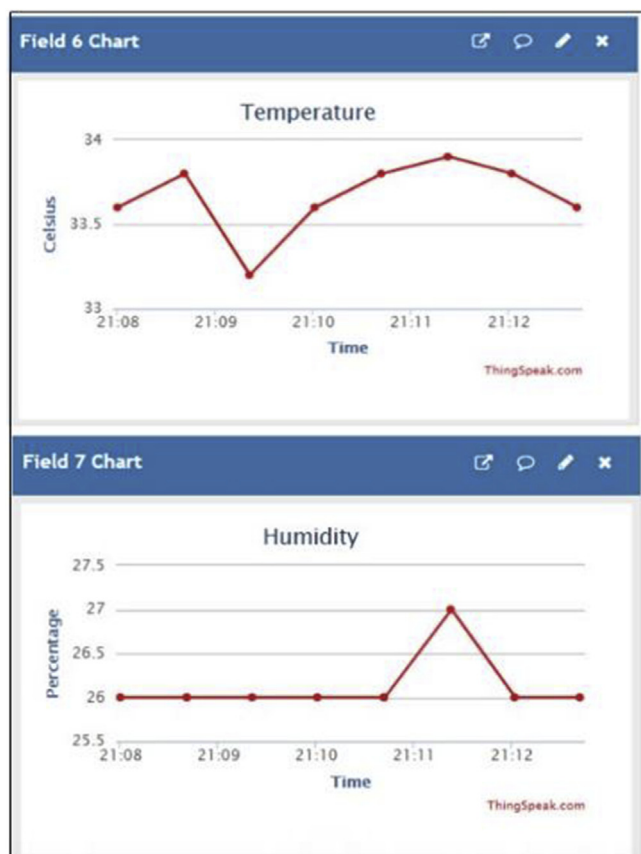 Field 6 Chart
Temperature
34
33.5
33
Celsius
21:08 21:09 21:10 21:11 21:12
Time
ThingSpeak.com
Field 7 Chart
Humidity
27.5
27
26.5
26
25.5
Percentage
21:08 21:09 21:10 21:11 21:12
Time
ThingSpeak.com